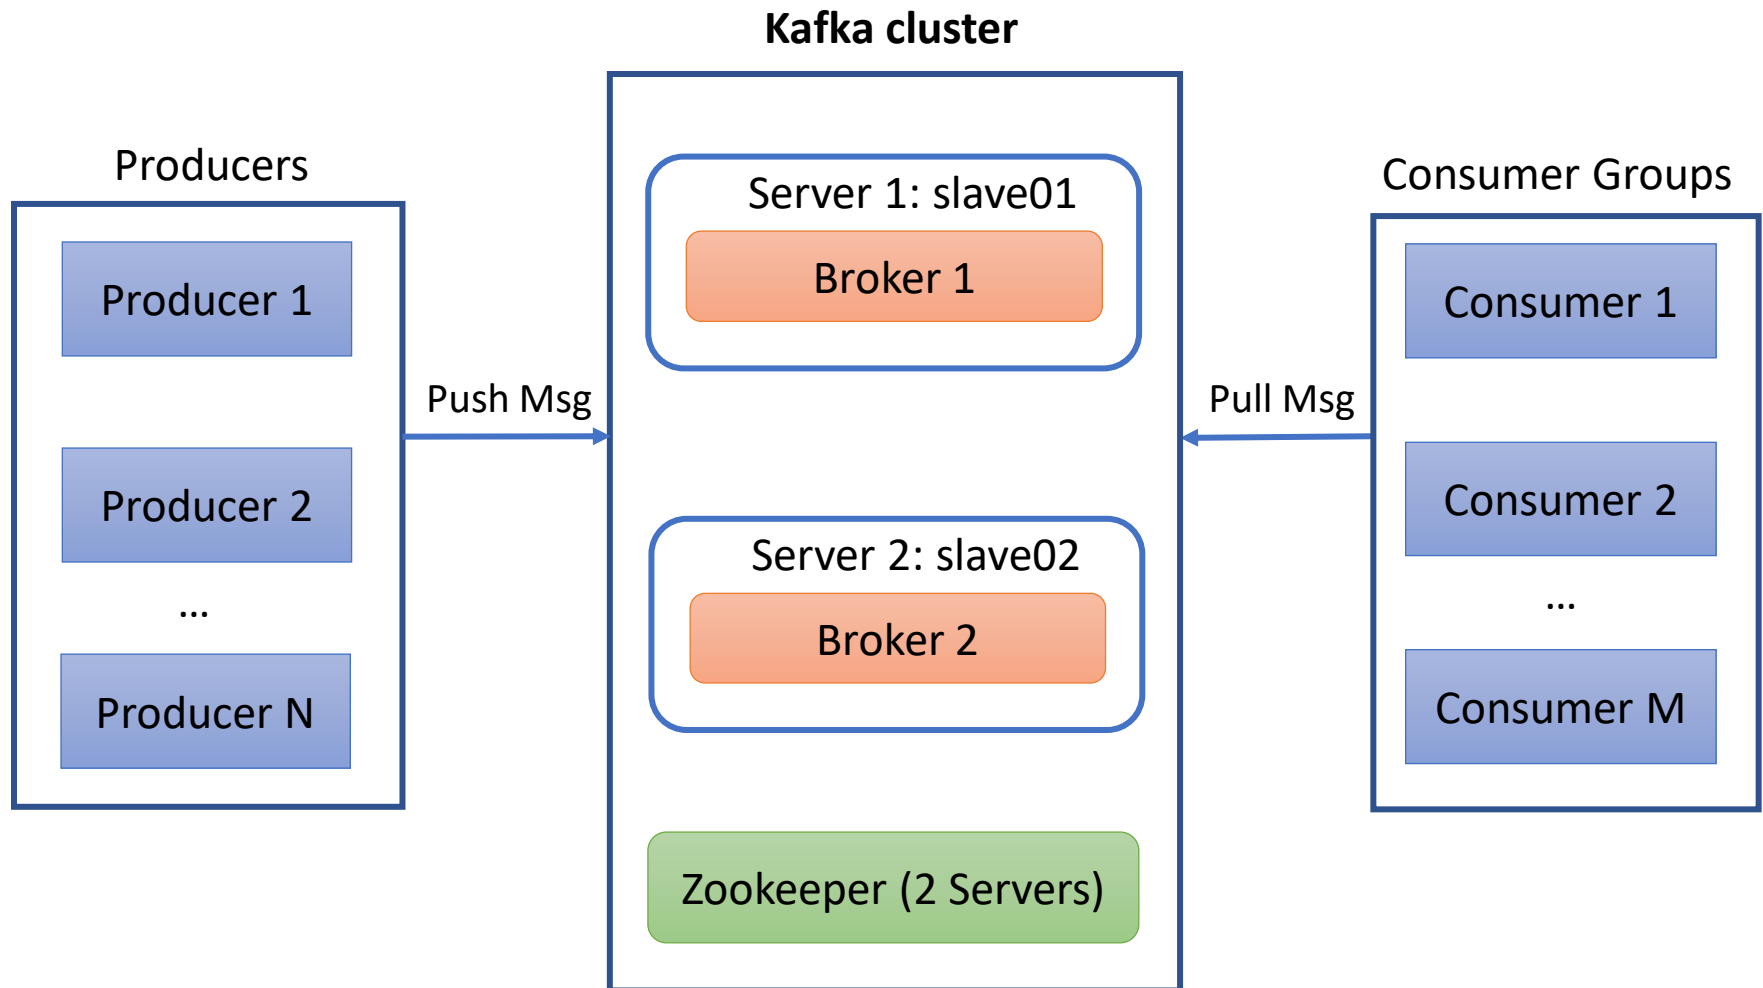 Kafka cluster
Producers
Producer 1
Producer 2
...
Producer N
Push Msg
Server 1: slave01
Broker 1
Server 2: slave02
Broker 2
Zookeeper (2 Servers)
Pull Msg
Consumer Groups
Consumer 1
Consumer 2
...
Consumer M